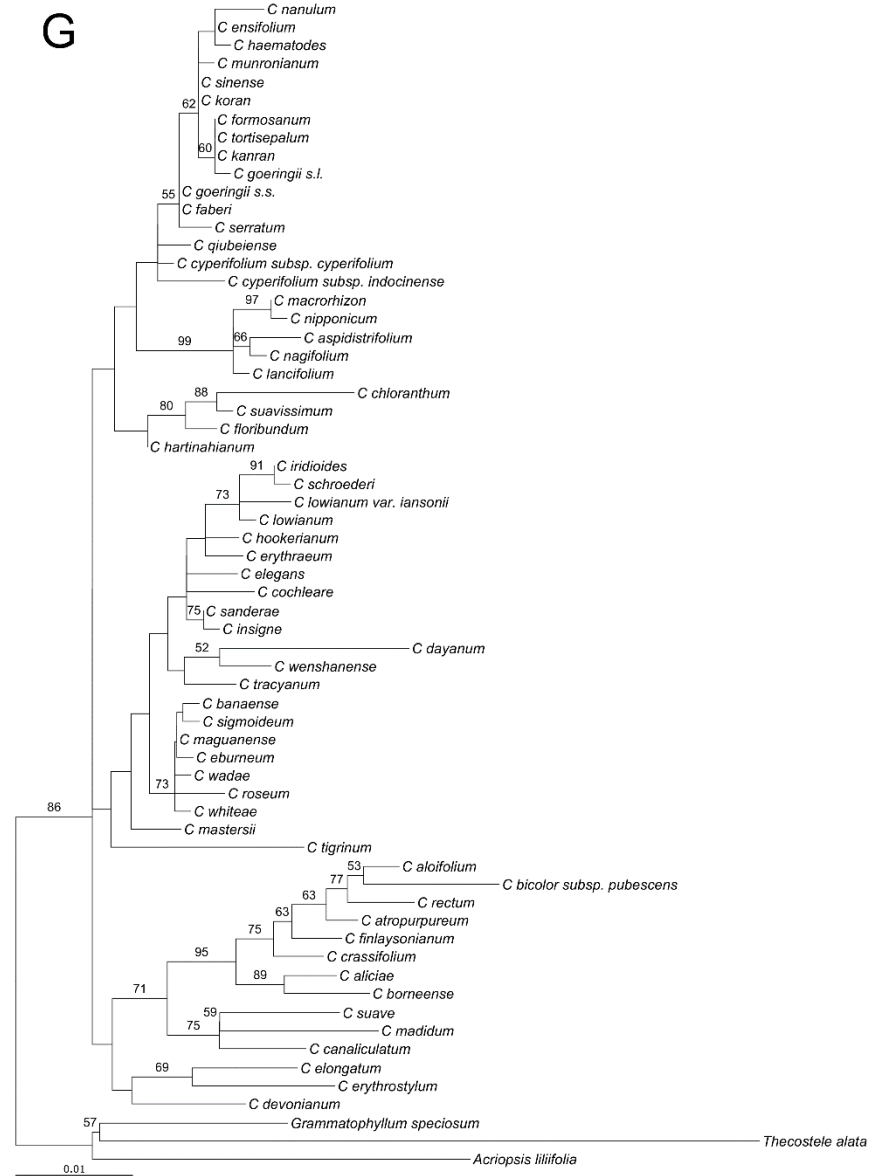 G
C nanulum
C ensifolium
C haematodes
C munronianum
C sinense
C koran
62
C formosanum
C tortisepalum
60
C kanran
C goeringii s.l.
55
C goeringii s.s.
C faberi
C serratum
C qiubeiense
C cyperifolium subsp. cyperifolium
C cyperifolium subsp. indocinense
97
C macrorhizon
C nipponicum
66
C aspidistrifolium
99
C nagifolium
C lancifolium
88
C chloranthum
80
C suavissimum
C floribundum
C hartinahianum
91
C iridioides
C schroederi
73
C lowianum var. iansonii
C lowianum
C hookerianum
C erythraeum
C elegans
C cochleare
75
C sanderae
C insigne
52
C dayanum
C wenshanense
C tracyanum
C banaense
C sigmoideum
C maguanense
C eburneum
C wadae
73
C roseum
C whiteae
86
C mastersii
C tigrinum
53
C aloifolium
77
C bicolor subsp. pubescens
63
C rectum
63
C atropurpureum
75
C finlaysonianum
95
C crassifolium
89
C aliciae
71
C borneense
59
C suave
75
C madidum
C canaliculatum
69
C elongatum
C erythrostylum
C devonianum
57
Grammatophyllum speciosum
Thecostele alata
Acriopsis liliifolia
0.01